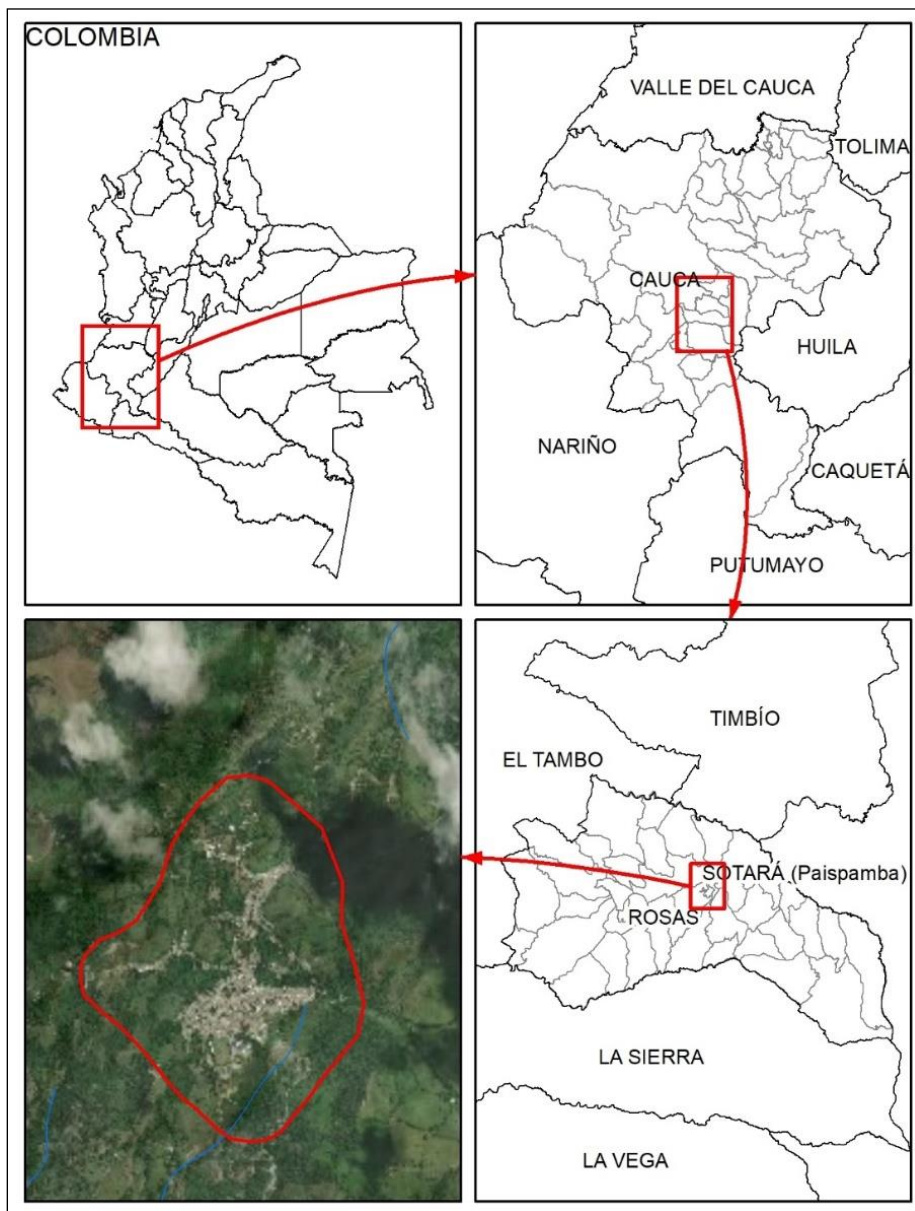 COLOMBIA
VALLE DEL CAUCA
TOLIMA
CAUCA
HUILA
NARIÑO
CAQUETÁ
PUTUMAYO
TIMBÍO
EL TAMBO
SOTARÁ (Paispamba)
ROSAS
LA SIERRA
LA VEGA